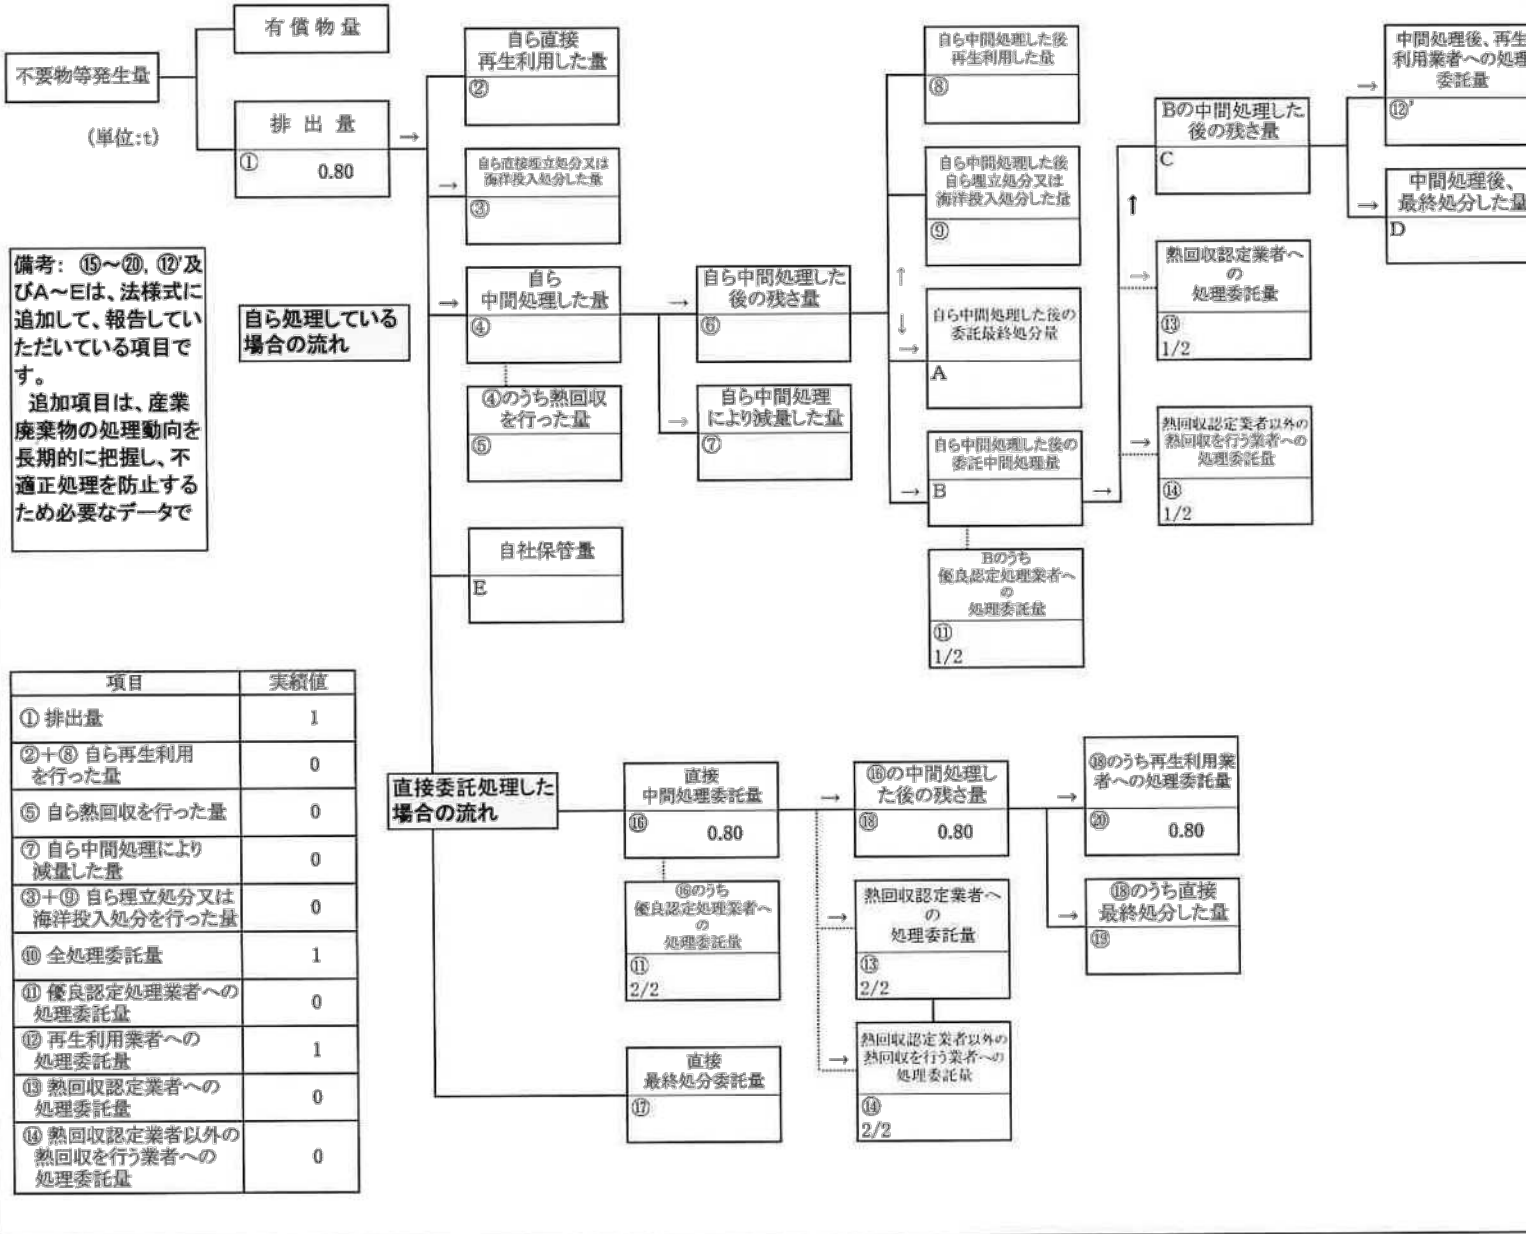 有償物量
不要物等発生量
(単位:t)
排出量
①
0.80
→
自ら直接
再生利用した量
②
→
自ら直接埋立処分又は
海洋投入処分した量
③
→
自ら
中間処理した量
④
④のうち熱回収
を行った量
⑤
自社保管量
E
→
自ら中間処理した
後の残さ量
⑥
→
自ら中間処理
により減量した量
⑦
自ら中間処理した後
再生利用した量
⑧
自ら中間処理した後
自ら埋立処分又は
海洋投入処分した量
⑨
↑
↓
→
自ら中間処理した後の
委託最終処分量
A
→
自ら中間処理した後の
委託中間処理量
B
→
Bのうち
優良認定処理業者へ
の
処理委託量
⑪
1/2
↑
Bの中間処理した
後の残さ量
C
→
熱回収認定業者へ
の
処理委託量
⑬
1/2
→
熱回収認定業者以外の
熱回収を行う業者への
処理委託量
⑭
1/2
→
中間処理後、再生
利用業者への処理
委託量
⑫'
→
中間処理後、
最終処分した量
D
備考: ⑮～⑳, ⑫'及
びA～Eは、法様式に
追加して、報告してい
ただいている項目で
す。
追加項目は、産業
廃棄物の処理動向を
長期的に把握し、不
適正処理を防止する
ため必要なデータで
自ら処理している
場合の流れ
項目 実績値
① 排出量 1
②+⑧ 自ら再生利用
を行った量 0
⑤ 自ら熱回収を行った量 0
⑦ 自ら中間処理により
減量した量 0
③+⑨ 自ら埋立処分又は
海洋投入処分を行った量 0
⑩ 全処理委託量 1
⑪ 優良認定処理業者への
処理委託量 0
⑫ 再生利用業者への
処理委託量 1
⑬ 熱回収認定業者への
処理委託量 0
⑭ 熱回収認定業者以外の
熱回収を行う業者への
処理委託量 0
直接委託処理した
場合の流れ
直接
中間処理委託量
⑯
0.80
⑯のうち
優良認定処理業者へ
の
処理委託量
⑪
2/2
直接
最終処分委託量
⑰
→
⑯の中間処理し
た後の残さ量
⑱
0.80
→
熱回収認定業者へ
の
処理委託量
⑬
2/2
→
熱回収認定業者以外の
熱回収を行う業者への
処理委託量
⑭
2/2
→
⑱のうち再生利用業
者への処理委託量
⑳
0.80
→
⑱のうち直接
最終処分した量
⑲